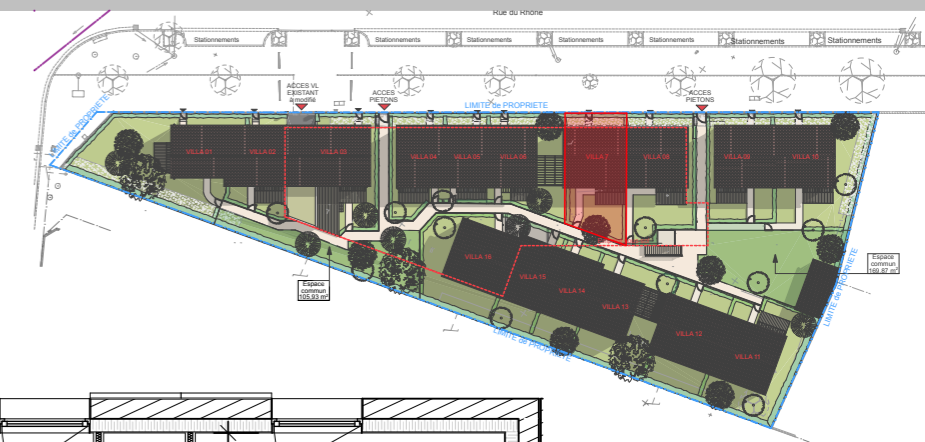 Rue du Rhône
Stationnements
Stationnements
Stationnements
Stationnements
Stationnements
Stationnements
Stationnements
ACCES VL
EXISTANT
à modifié
ACCES
PIETONS
ACCES
PIETONS
LIMITE de PROPRIETE
LIMITE de PROPRIETE
VILLA 01
VILLA 02
VILLA 03
VILLA 04
VILLA 05
VILLA 06
VILLA 7
VILLA 08
VILLA 09
VILLA 10
VILLA 16
VILLA 15
VILLA 14
VILLA 13
VILLA 12
VILLA 11
Espace
commun
105,93 m²
Espace
commun
169,87 m²
LIMITE de PROPRIETE
LIMITE de PROPRIETE